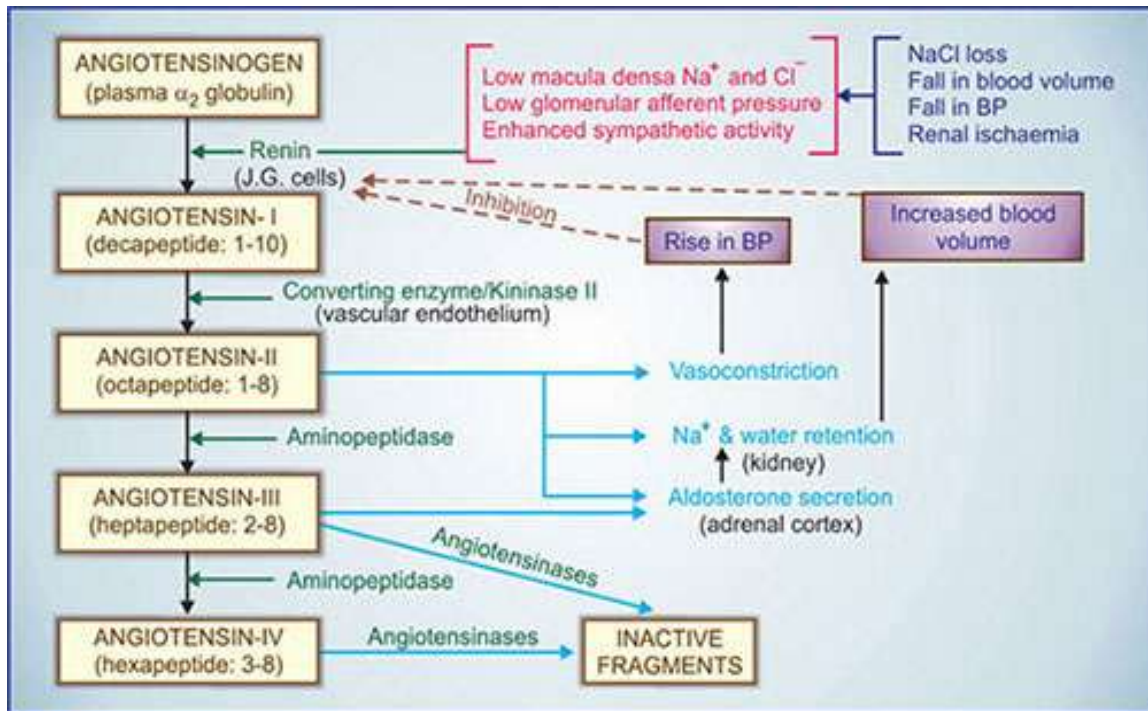 ANGIOTENSINOGEN
(plasma α₂ globulin)
Low macula densa Na⁺ and Cl⁻
Low glomerular afferent pressure
Enhanced sympathetic activity
NaCl loss
Fall in blood volume
Fall in BP
Renal ischaemia
Renin
(J.G. cells)
Inhibition
ANGIOTENSIN- I
(decapeptide: 1-10)
Rise in BP
Increased blood
volume
Converting enzyme/Kininase II
(vascular endothelium)
ANGIOTENSIN-II
(octapeptide: 1-8)
Vasoconstriction
Aminopeptidase
Na⁺ & water retention
(kidney)
ANGIOTENSIN-III
(heptapeptide: 2-8)
Aldosterone secretion
(adrenal cortex)
Angiotensinases
Aminopeptidase
ANGIOTENSIN-IV
(hexapeptide: 3-8)
Angiotensinases
INACTIVE
FRAGMENTS